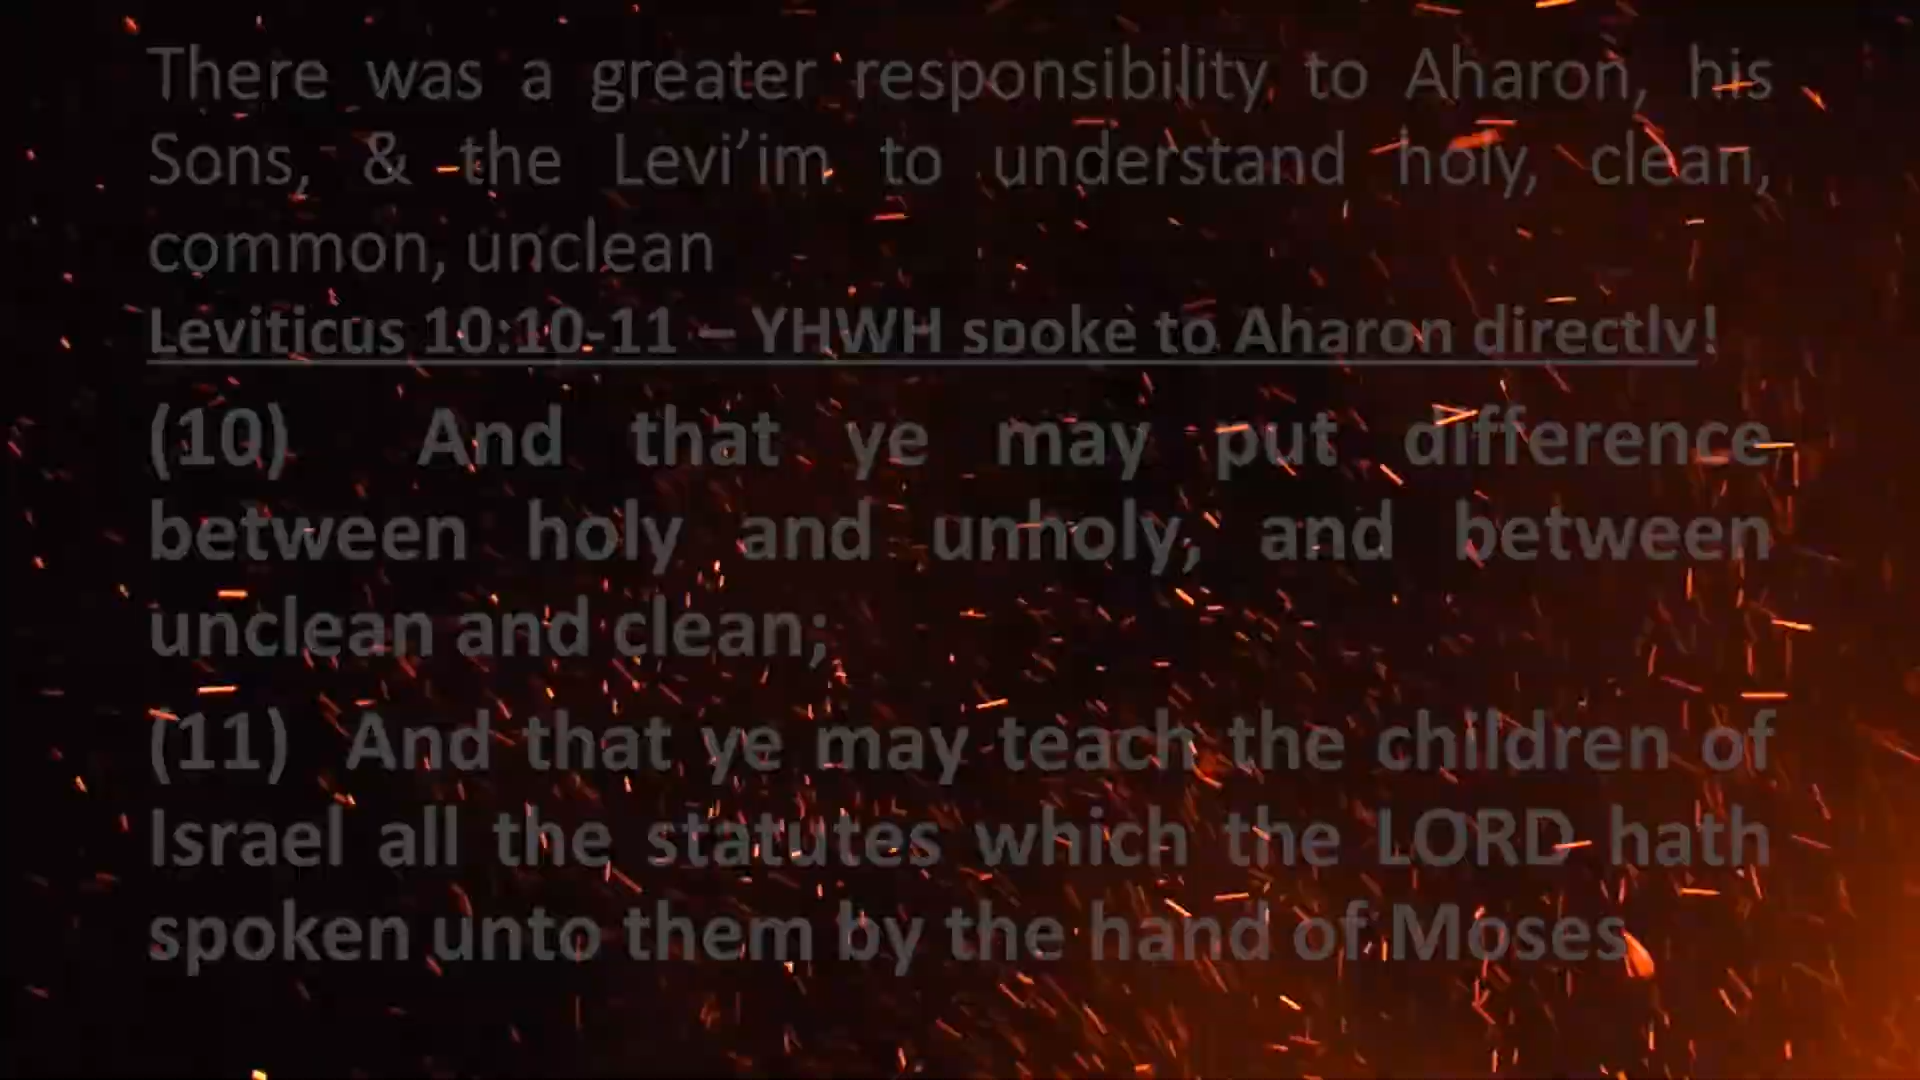 There was a greater responsibility to Aharon, his
Sons, & the Levi’im to understand holy, clean,
common, unclean
Leviticus 10:10-11 – YHWH spoke to Aharon directly!
(10) And that ye may put difference
between holy and unholy, and between
unclean and clean;
(11) And that ye may teach the children of
Israel all the statutes which the LORD hath
spoken unto them by the hand of Moses